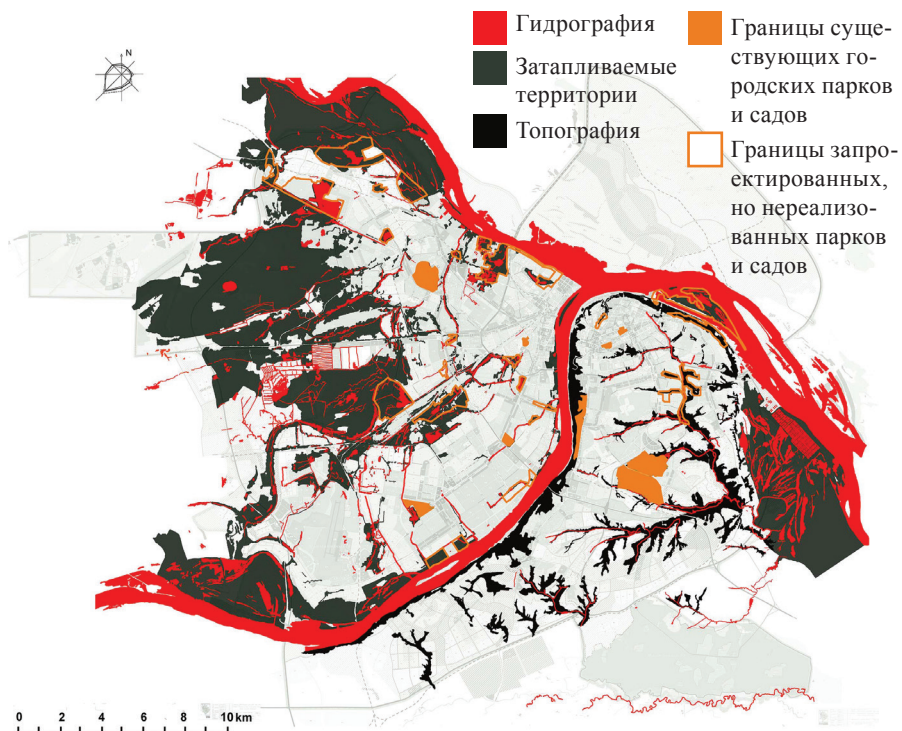 Гидрография
Затапливаемые
территории
Топография
Границы суще-
ствующих го-
родских парков
и садов
Границы запро-
ектированных,
но нереализо-
ванных парков
и садов
N
0 2 4 6 8 10 km